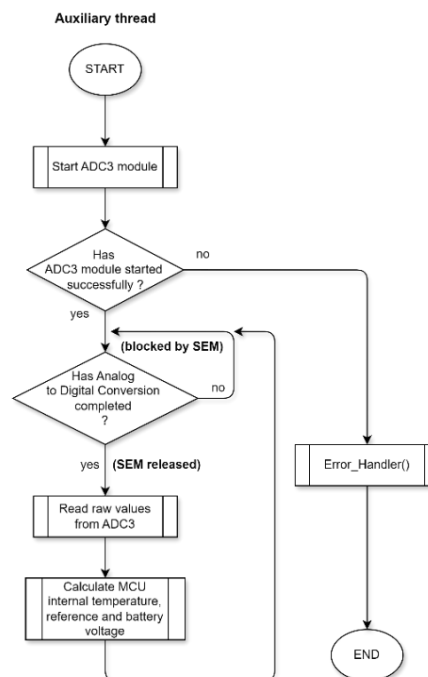 Auxiliary thread
START
Start ADC3 module
Has
ADC3 module started
successfully ?
no
yes
(blocked by SEM)
Has Analog
to Digital Conversion
completed
?
no
yes
(SEM released)
Error_Handler()
Read raw values
from ADC3
Calculate MCU
internal temperature,
reference and battery
voltage
END